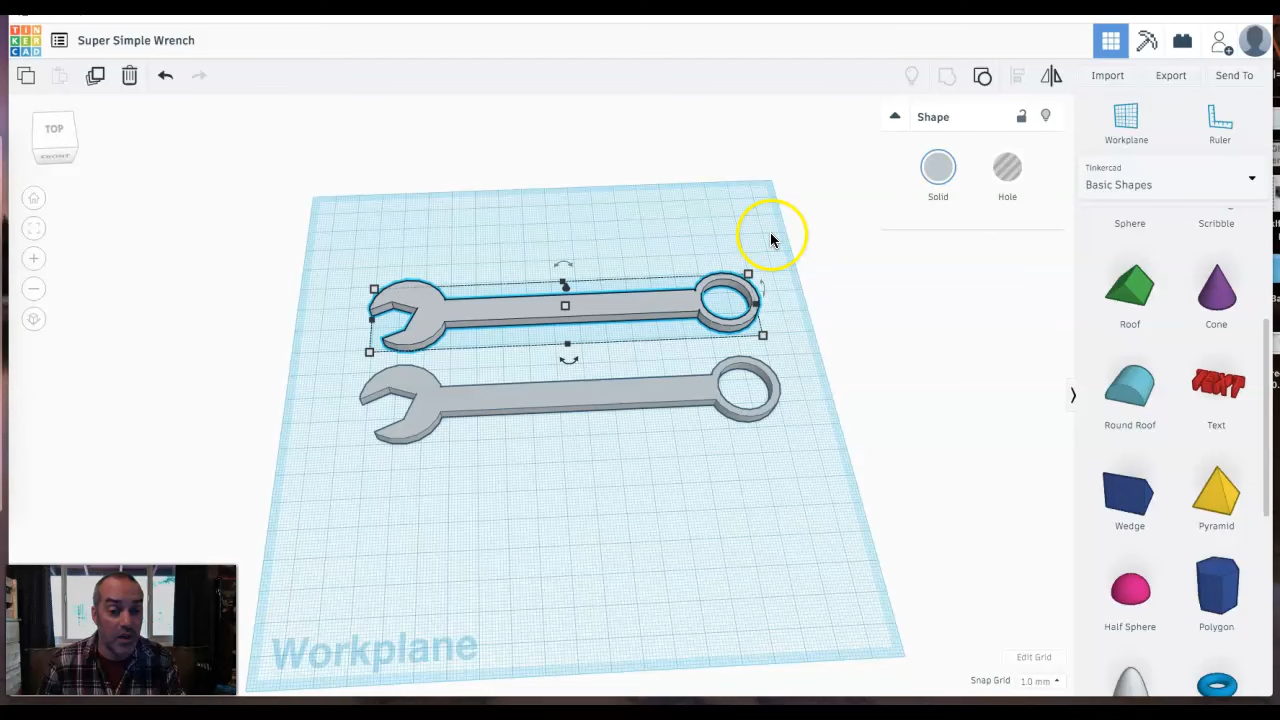 TIN
KER
CAD
Super Simple Wrench
Import
Export
Send To
TOP
FRONT
Shape
Solid
Hole
Workplane
Ruler
Tinkercad
Basic Shapes
Sphere
Scribble
Roof
Cone
Round Roof
TEXT
Text
Wedge
Pyramid
Half Sphere
Polygon
Workplane
Edit Grid
Snap Grid
1.0 mm